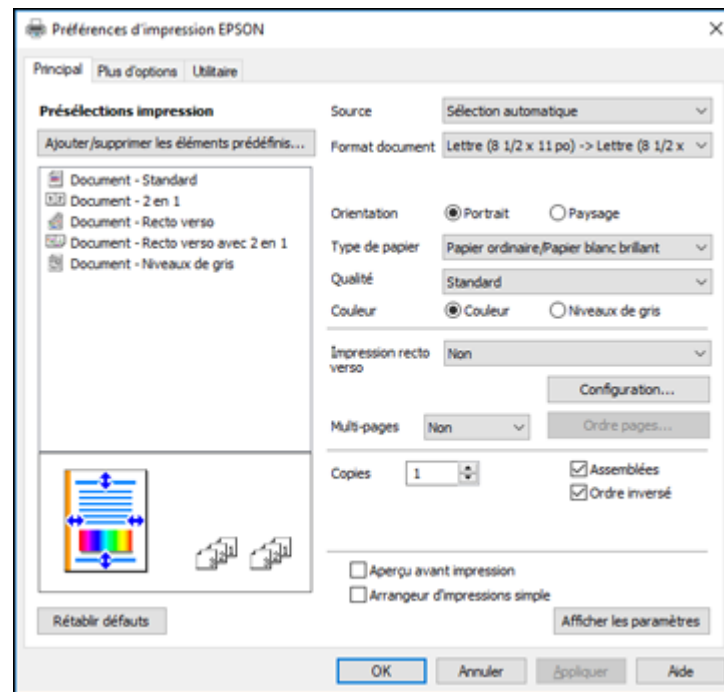 Préférences d'impression EPSON
Principal Plus d'options Utilitaire
Présélections impression
Ajouter/supprimer les éléments prédéfinis...
Document - Standard
Document - 2 en 1
Document - Recto verso
Document - Recto verso avec 2 en 1
Document - Niveaux de gris
Rétablir défauts
Source Sélection automatique
Format document Lettre (8 1/2 x 11 po) -> Lettre (8 1/2 x
Orientation Portrait Paysage
Type de papier Papier ordinaire/Papier blanc brillant
Qualité Standard
Couleur Couleur Niveaux de gris
Impression recto verso Non
Configuration...
Multi-pages Non Ordre pages...
Copies 1 Assemblées
Ordre inversé
Aperçu avant impression
Arrangeur d'impressions simple
Afficher les paramètres
OK Annuler Appliquer Aide